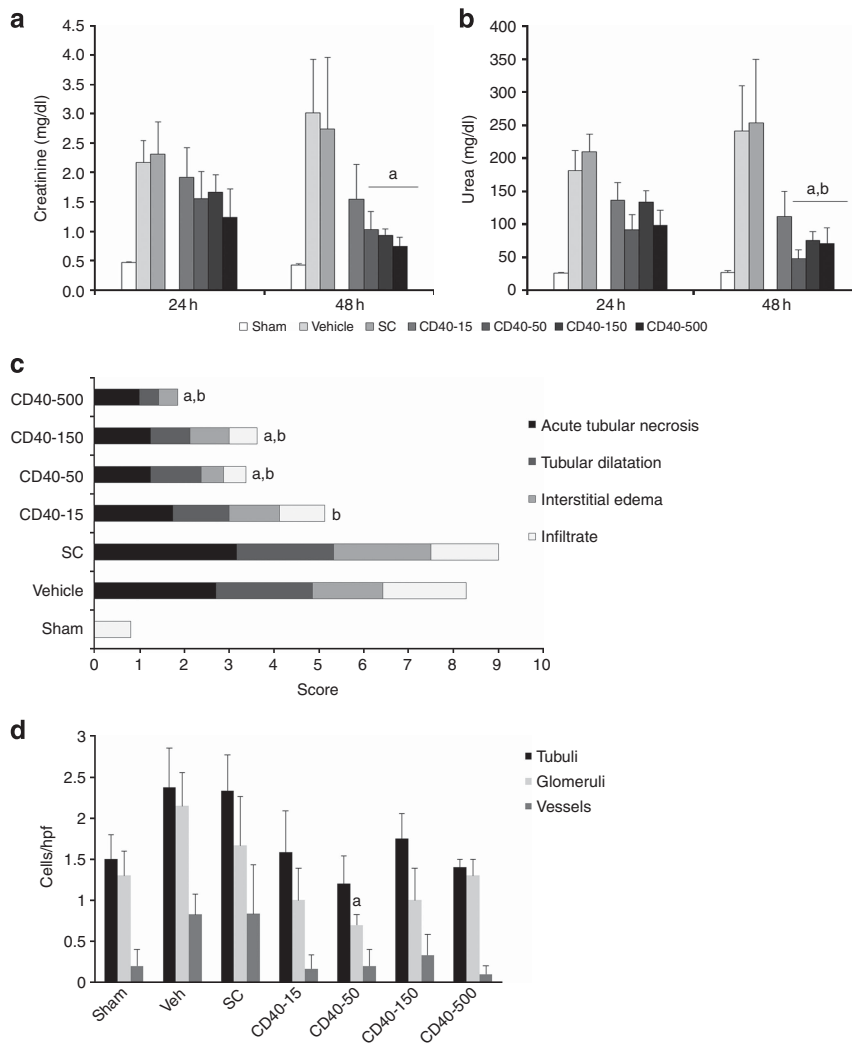 a
4.5
4.0
3.5
3.0
2.5
2.0
1.5
1.0
0.5
0.0
Creatinine (mg/dl)
a
24 h
48 h
b
400
350
300
250
200
150
100
50
0
Urea (mg/dl)
a,b
24 h
48 h
Sham Vehicle SC CD40-15 CD40-50 CD40-150 CD40-500
c
CD40-500 a,b
CD40-150 a,b
CD40-50 a,b
CD40-15 b
SC
Vehicle
Sham
0 1 2 3 4 5 6 7 8 9 10
Score
Acute tubular necrosis
Tubular dilatation
Interstitial edema
Infiltrate
d
3
2.5
2
1.5
1
0.5
0
Cells/hpf
a
Sham Veh SC CD40-15 CD40-50 CD40-150 CD40-500
Tubuli
Glomeruli
Vessels